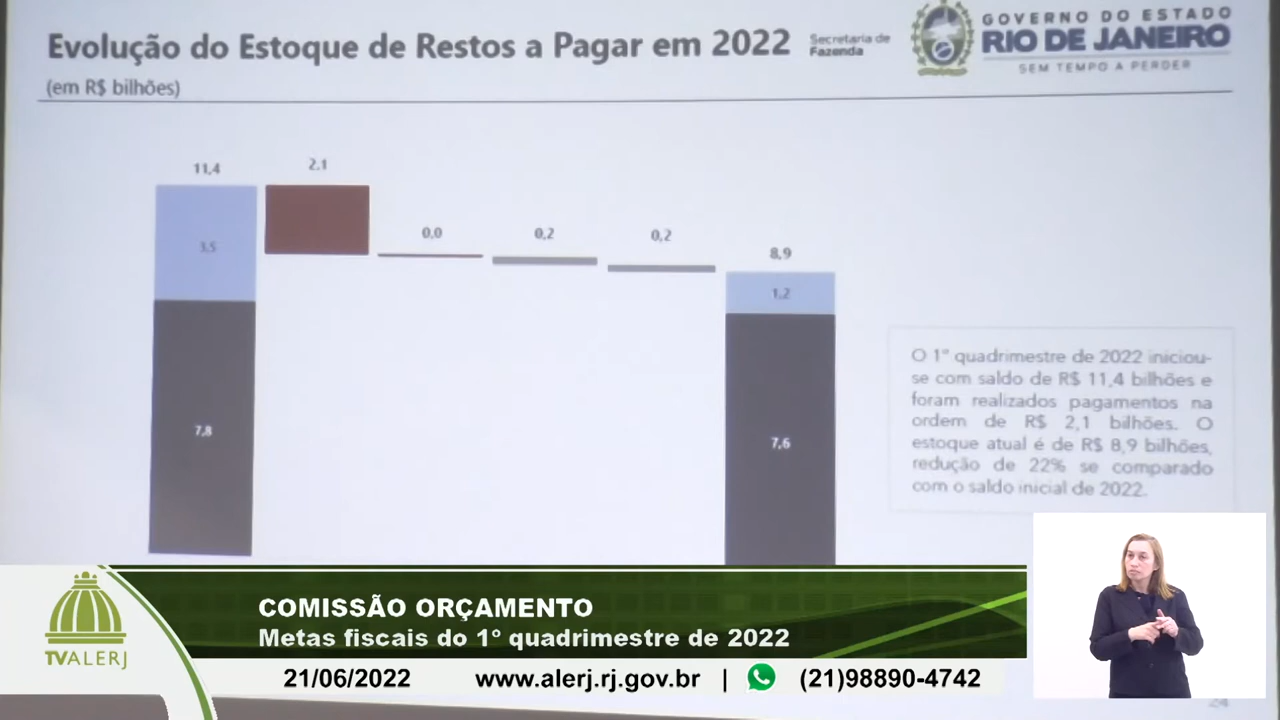 Evolução do Estoque de Restos a Pagar em 2022
(em R$ bilhões)
Secretaria de
Fazenda
GOVERNO DO ESTADO
RIO DE JANEIRO
SEM TEMPO A PERDER
11,4
2,1
0,0
0,2
0,2
8,9
3,5
1,2
7,8
7,6
O 1º quadrimestre de 2022 iniciou-
se com saldo de R$ 11,4 bilhões e
foram realizados pagamentos na
ordem de R$ 2,1 bilhões. O
estoque atual é de R$ 8,9 bilhões,
redução de 22% se comparado
com o saldo inicial de 2022.
COMISSÃO ORÇAMENTO
Metas fiscais do 1º quadrimestre de 2022
TVALERJ
21/06/2022 www.alerj.rj.gov.br | (21)98890-4742
24